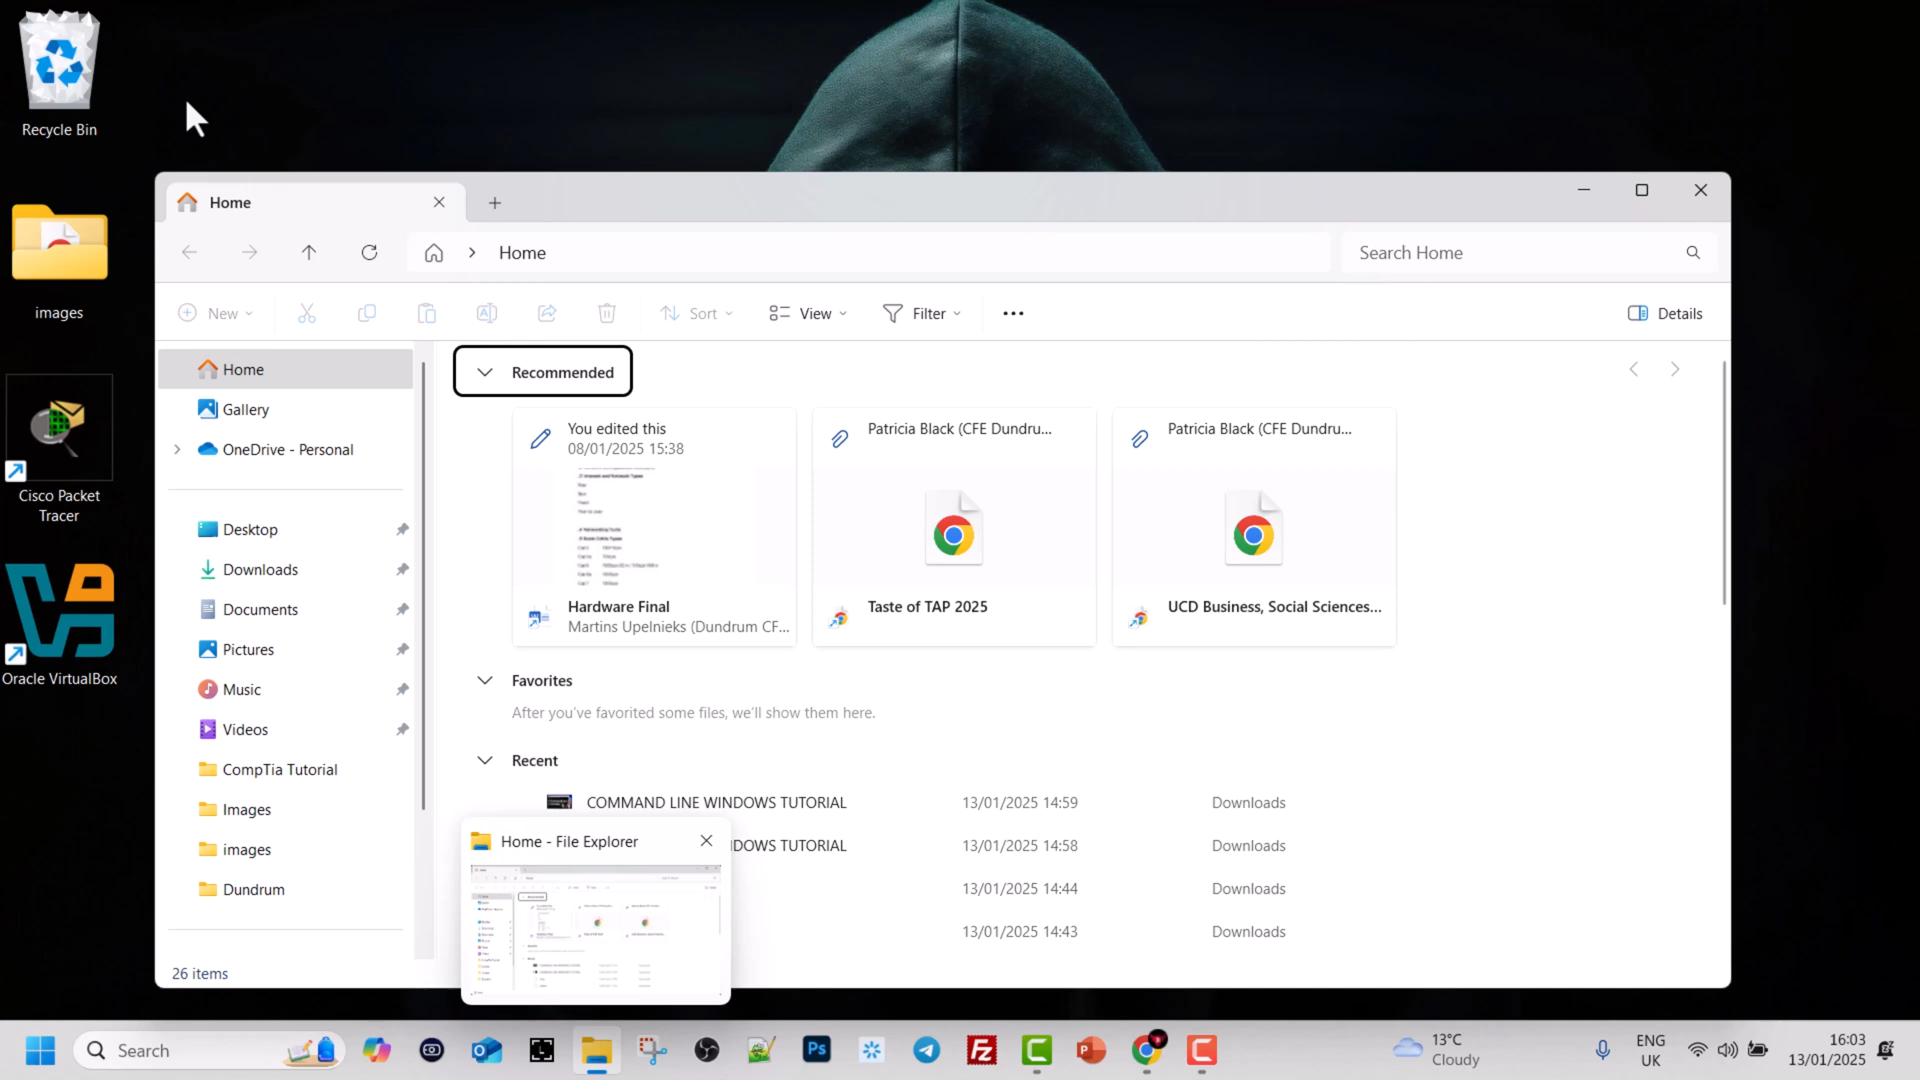 Recycle Bin
images
Cisco Packet
Tracer
Oracle VirtualBox
Home
Home
Search Home
New
Sort
View
Filter
Details
Home
Gallery
OneDrive - Personal
Desktop
Downloads
Documents
Pictures
Music
Videos
CompTia Tutorial
Images
images
Dundrum
26 items
Recommended
You edited this
08/01/2025 15:38
Hardware Final
Martins Upelnieks (Dundrum CF...
Patricia Black (CFE Dundru...
Taste of TAP 2025
Patricia Black (CFE Dundru...
UCD Business, Social Sciences...
Favorites
After you've favorited some files, we'll show them here.
Recent
COMMAND LINE WINDOWS TUTORIAL 13/01/2025 14:59 Downloads
DOWS TUTORIAL 13/01/2025 14:58 Downloads
13/01/2025 14:44 Downloads
13/01/2025 14:43 Downloads
Home - File Explorer
Search
Ps
Fz
13°C
Cloudy
ENG
UK
16:03
13/01/2025